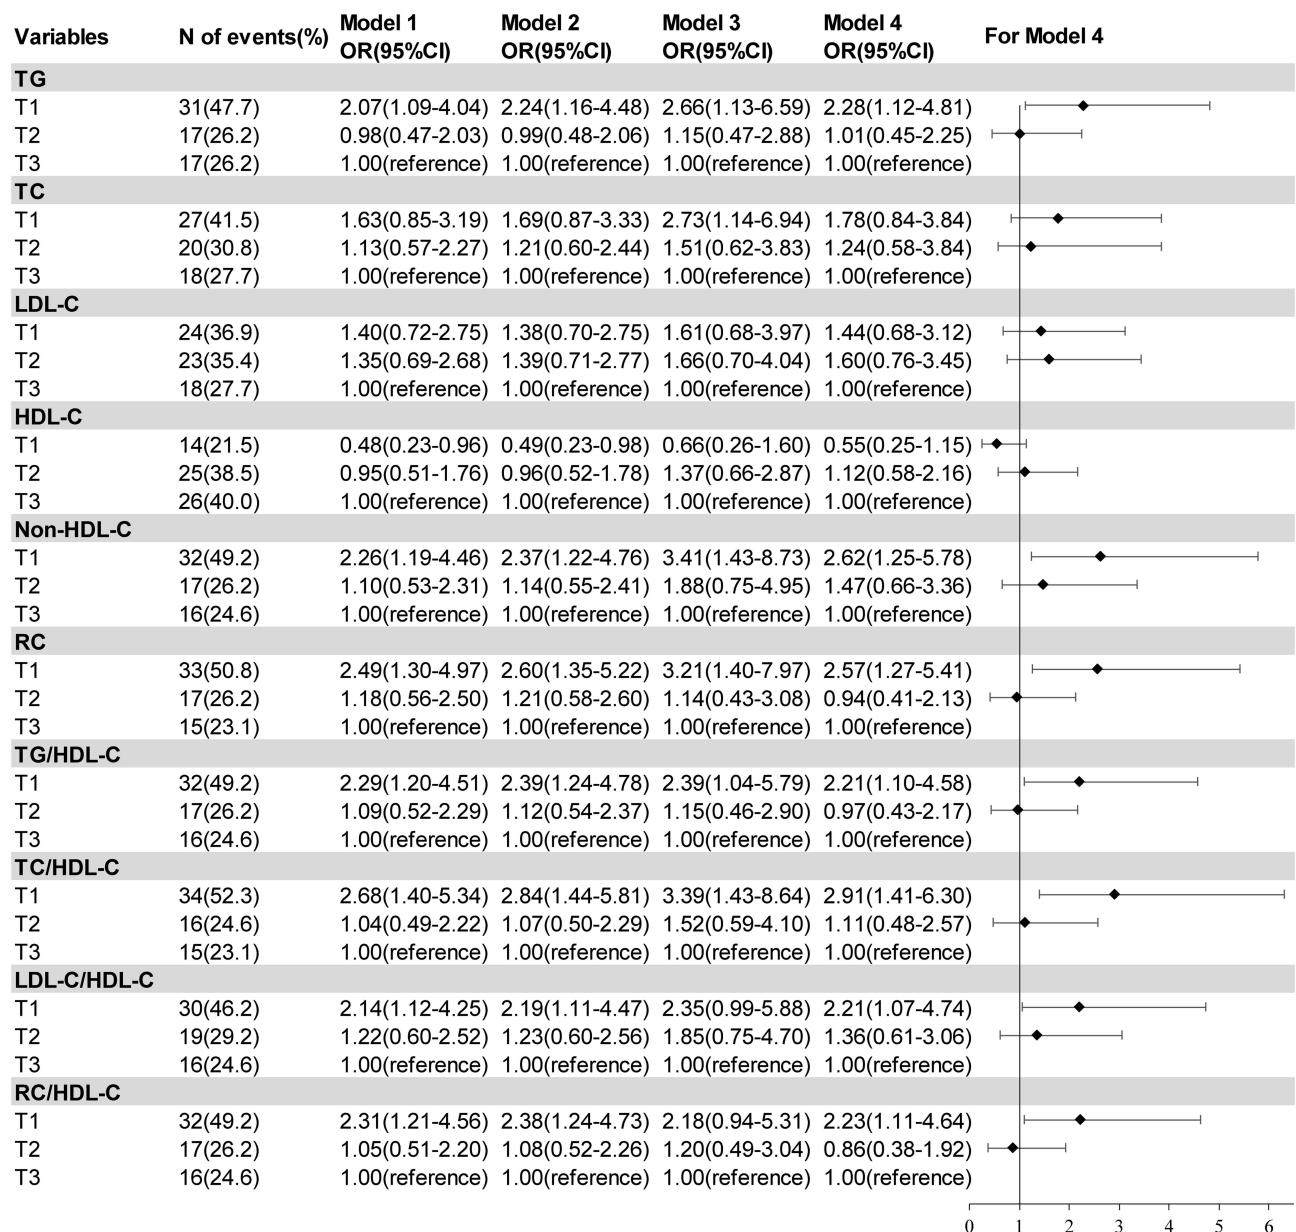 Variables N of events(%) Model 1 OR(95%CI) Model 2 OR(95%CI) Model 3 OR(95%CI) Model 4 OR(95%CI) For Model 4
TG
T1 31(47.7) 2.07(1.09-4.04) 2.24(1.16-4.48) 2.66(1.13-6.59) 2.28(1.12-4.81)
T2 17(26.2) 0.98(0.47-2.03) 0.99(0.48-2.06) 1.15(0.47-2.88) 1.01(0.45-2.25)
T3 17(26.2) 1.00(reference) 1.00(reference) 1.00(reference) 1.00(reference)
TC
T1 27(41.5) 1.63(0.85-3.19) 1.69(0.87-3.33) 2.73(1.14-6.94) 1.78(0.84-3.84)
T2 20(30.8) 1.13(0.57-2.27) 1.21(0.60-2.44) 1.51(0.62-3.83) 1.24(0.58-3.84)
T3 18(27.7) 1.00(reference) 1.00(reference) 1.00(reference) 1.00(reference)
LDL-C
T1 24(36.9) 1.40(0.72-2.75) 1.38(0.70-2.75) 1.61(0.68-3.97) 1.44(0.68-3.12)
T2 23(35.4) 1.35(0.69-2.68) 1.39(0.71-2.77) 1.66(0.70-4.04) 1.60(0.76-3.45)
T3 18(27.7) 1.00(reference) 1.00(reference) 1.00(reference) 1.00(reference)
HDL-C
T1 14(21.5) 0.48(0.23-0.96) 0.49(0.23-0.98) 0.66(0.26-1.60) 0.55(0.25-1.15)
T2 25(38.5) 0.95(0.51-1.76) 0.96(0.52-1.78) 1.37(0.66-2.87) 1.12(0.58-2.16)
T3 26(40.0) 1.00(reference) 1.00(reference) 1.00(reference) 1.00(reference)
Non-HDL-C
T1 32(49.2) 2.26(1.19-4.46) 2.37(1.22-4.76) 3.41(1.43-8.73) 2.62(1.25-5.78)
T2 17(26.2) 1.10(0.53-2.31) 1.14(0.55-2.41) 1.88(0.75-4.95) 1.47(0.66-3.36)
T3 16(24.6) 1.00(reference) 1.00(reference) 1.00(reference) 1.00(reference)
RC
T1 33(50.8) 2.49(1.30-4.97) 2.60(1.35-5.22) 3.21(1.40-7.97) 2.57(1.27-5.41)
T2 17(26.2) 1.18(0.56-2.50) 1.21(0.58-2.60) 1.14(0.43-3.08) 0.94(0.41-2.13)
T3 15(23.1) 1.00(reference) 1.00(reference) 1.00(reference) 1.00(reference)
TG/HDL-C
T1 32(49.2) 2.29(1.20-4.51) 2.39(1.24-4.78) 2.39(1.04-5.79) 2.21(1.10-4.58)
T2 17(26.2) 1.09(0.52-2.29) 1.12(0.54-2.37) 1.15(0.46-2.90) 0.97(0.43-2.17)
T3 16(24.6) 1.00(reference) 1.00(reference) 1.00(reference) 1.00(reference)
TC/HDL-C
T1 34(52.3) 2.68(1.40-5.34) 2.84(1.44-5.81) 3.39(1.43-8.64) 2.91(1.41-6.30)
T2 16(24.6) 1.04(0.49-2.22) 1.07(0.50-2.29) 1.52(0.59-4.10) 1.11(0.48-2.57)
T3 15(23.1) 1.00(reference) 1.00(reference) 1.00(reference) 1.00(reference)
LDL-C/HDL-C
T1 30(46.2) 2.14(1.12-4.25) 2.19(1.11-4.47) 2.35(0.99-5.88) 2.21(1.07-4.74)
T2 19(29.2) 1.22(0.60-2.52) 1.23(0.60-2.56) 1.85(0.75-4.70) 1.36(0.61-3.06)
T3 16(24.6) 1.00(reference) 1.00(reference) 1.00(reference) 1.00(reference)
RC/HDL-C
T1 32(49.2) 2.31(1.21-4.56) 2.38(1.24-4.73) 2.18(0.94-5.31) 2.23(1.11-4.64)
T2 17(26.2) 1.05(0.51-2.20) 1.08(0.52-2.26) 1.20(0.49-3.04) 0.86(0.38-1.92)
T3 16(24.6) 1.00(reference) 1.00(reference) 1.00(reference) 1.00(reference)
0 1 2 3 4 5 6